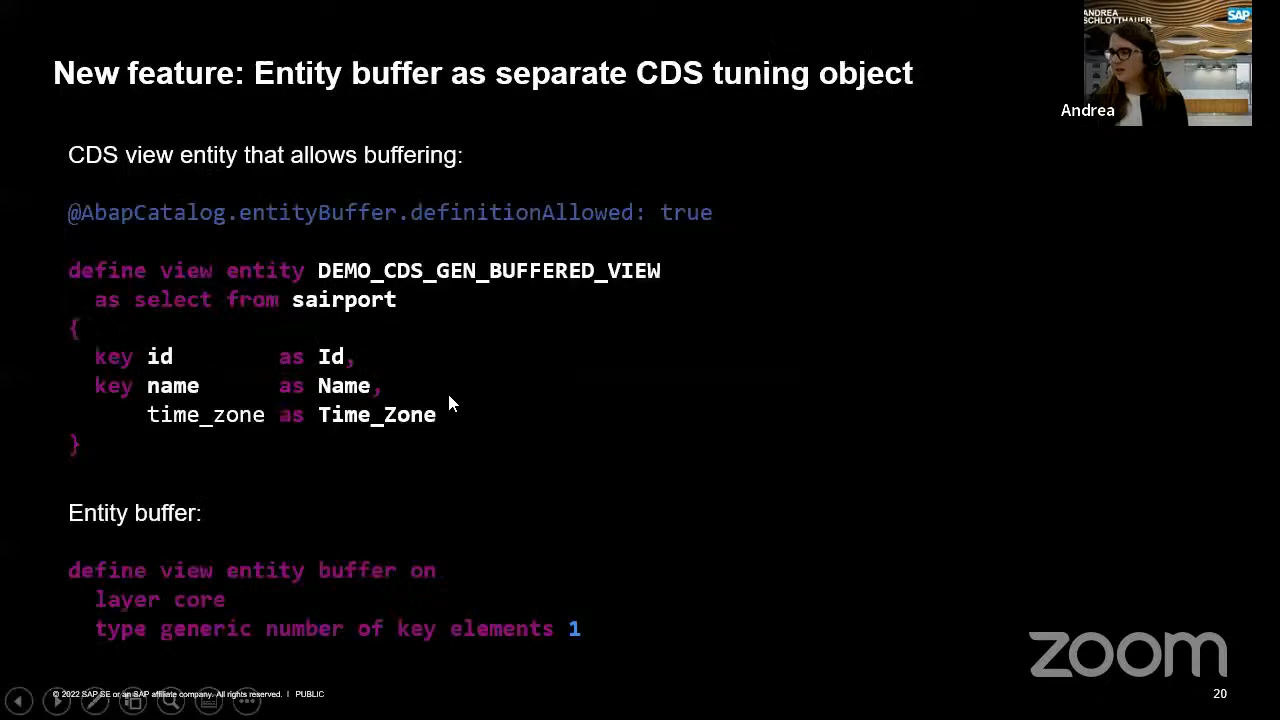 ANDREA
SCHLOTTHAUER
SAP
Andrea
New feature: Entity buffer as separate CDS tuning object
CDS view entity that allows buffering:
@AbapCatalog.entityBuffer.definitionAllowed: true
define view entity DEMO_CDS_GEN_BUFFERED_VIEW
as select from sairport
{
key id as Id,
key name as Name,
time_zone as Time_Zone
}
Entity buffer:
define view entity buffer on
layer core
type generic number of key elements 1
zoom
© 2022 SAP SE or an SAP affiliate company. All rights reserved. I PUBLIC
20